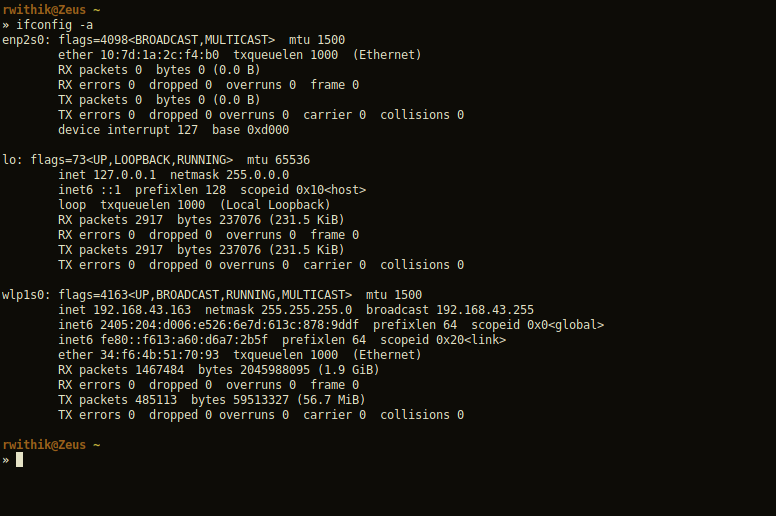 rwithik@Zeus ~
» ifconfig -a
enp2s0: flags=4098<BROADCAST,MULTICAST>  mtu 1500
        ether 10:7d:1a:2c:f4:b0  txqueuelen 1000  (Ethernet)
        RX packets 0  bytes 0 (0.0 B)
        RX errors 0  dropped 0  overruns 0  frame 0
        TX packets 0  bytes 0 (0.0 B)
        TX errors 0  dropped 0 overruns 0  carrier 0  collisions 0
        device interrupt 127  base 0xd000

lo: flags=73<UP,LOOPBACK,RUNNING>  mtu 65536
        inet 127.0.0.1  netmask 255.0.0.0
        inet6 ::1  prefixlen 128  scopeid 0x10<host>
        loop  txqueuelen 1000  (Local Loopback)
        RX packets 2917  bytes 237076 (231.5 KiB)
        RX errors 0  dropped 0  overruns 0  frame 0
        TX packets 2917  bytes 237076 (231.5 KiB)
        TX errors 0  dropped 0 overruns 0  carrier 0  collisions 0

wlp1s0: flags=4163<UP,BROADCAST,RUNNING,MULTICAST>  mtu 1500
        inet 192.168.43.163  netmask 255.255.255.0  broadcast 192.168.43.255
        inet6 2405:204:d006:e526:6e7d:613c:878:9ddf  prefixlen 64  scopeid 0x0<global>
        inet6 fe80::f613:a60:d6a7:2b5f  prefixlen 64  scopeid 0x20<link>
        ether 34:f6:4b:51:70:93  txqueuelen 1000  (Ethernet)
        RX packets 1467484  bytes 2045988095 (1.9 GiB)
        RX errors 0  dropped 0  overruns 0  frame 0
        TX packets 485113  bytes 59513327 (56.7 MiB)
        TX errors 0  dropped 0 overruns 0  carrier 0  collisions 0

rwithik@Zeus ~
»